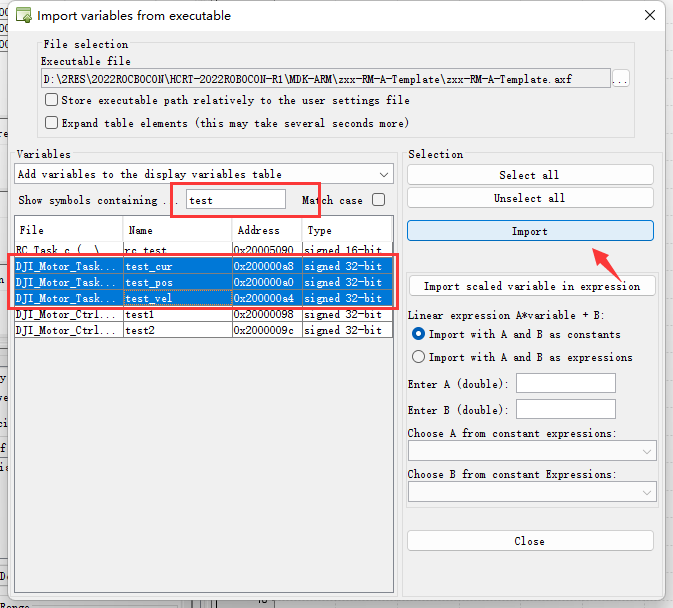 Import variables from executable
File selection
Executable file
D:\2RES\2022ROCBOCON\HCRT-2022ROBOCON-R1\MDK-ARM\zxx-RM-A-Template\zxx-RM-A-Template.axf
...
Store executable path relatively to the user settings file
Expand table elements (this may take several seconds more)
Variables
Add variables to the display variables table
Show symbols containing ... test Match case
File Name Address Type
RC_Task.c (..\ rc_test 0x20005090 signed 16-bit
DJI_Motor_Task... test_cur 0x200000a8 signed 32-bit
DJI_Motor_Task... test_pos 0x200000a0 signed 32-bit
DJI_Motor_Task... test_vel 0x200000a4 signed 32-bit
DJI_Motor_Ctrl... test1 0x20000098 signed 32-bit
DJI_Motor_Ctrl... test2 0x2000009c signed 32-bit
Selection
Select all
Unselect all
Import
Import scaled variable in expression
Linear expression A*variable + B:
Import with A and B as constants
Import with A and B as expressions
Enter A (double):
Enter B (double):
Choose A from constant expressions:
Choose B from constant Expressions:
Close